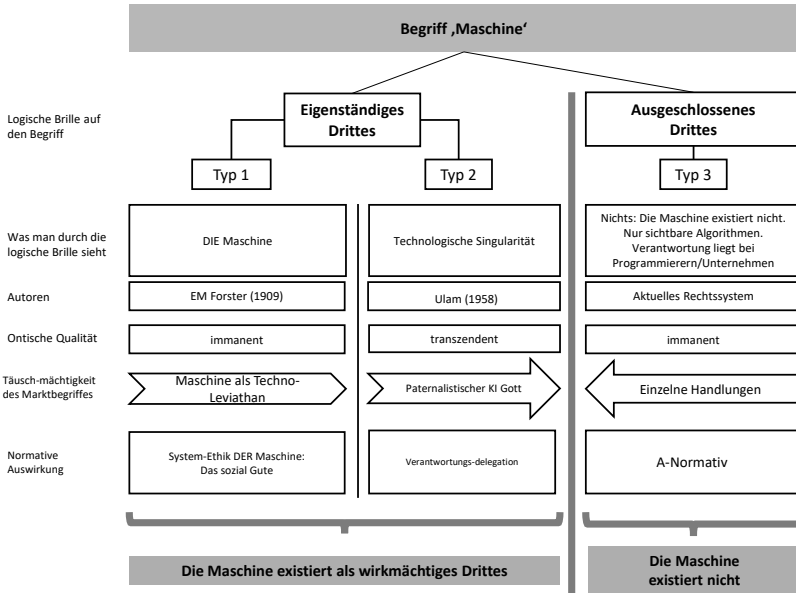 Begriff ‚Maschine‘
Logische Brille auf
den Begriff
Eigenständiges
Drittes
Ausgeschlossenes
Drittes
Typ 1
Typ 2
Typ 3
Was man durch die
logische Brille sieht
DIE Maschine
Technologische Singularität
Nichts: Die Maschine existiert nicht.
Nur sichtbare Algorithmen.
Verantwortung liegt bei
Programmierern/Unternehmen
Autoren
EM Forster (1909)
Ulam (1958)
Aktuelles Rechtssystem
Ontische Qualität
immanent
transzendent
immanent
Täusch-mächtigkeit
des Marktbegriffes
Maschine als Techno-
Leviathan
Paternalistischer KI Gott
Einzelne Handlungen
Normative
Auswirkung
System-Ethik DER Maschine:
Das sozial Gute
Verantwortungs-delegation
A-Normativ
Die Maschine existiert als wirkmächtiges Drittes
Die Maschine
existiert nicht